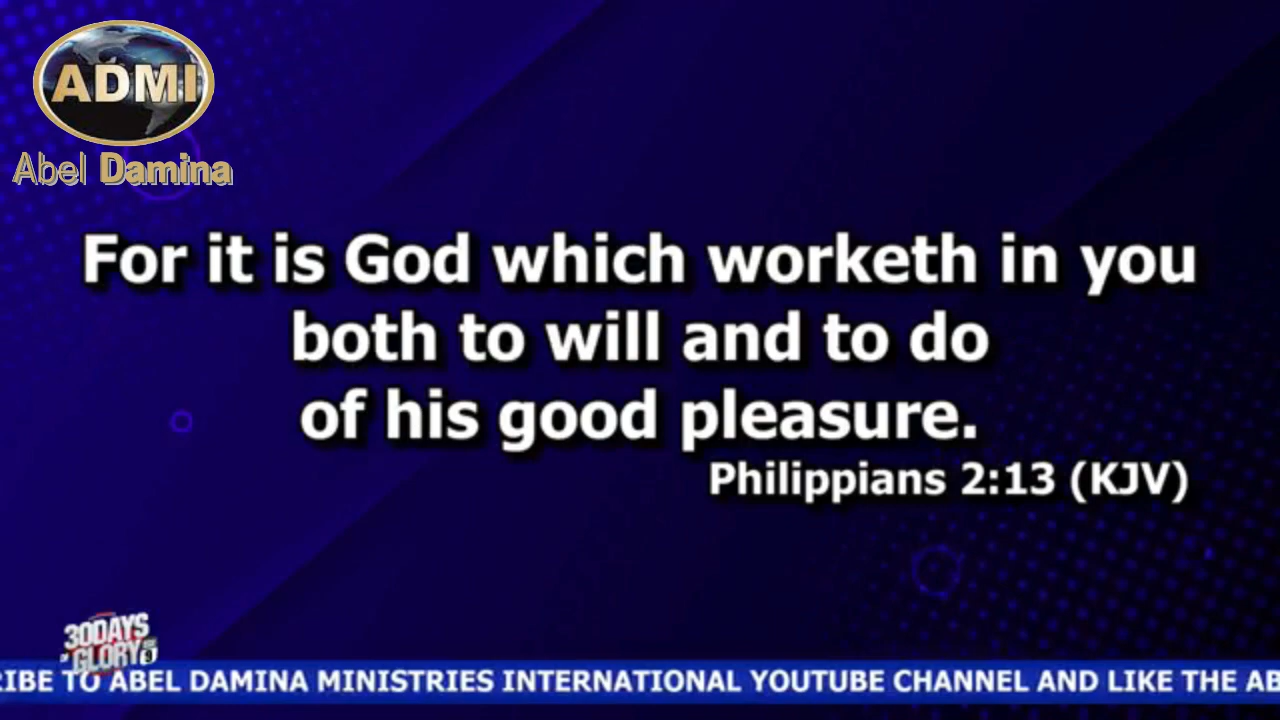 ADMI
Abel Damina
For it is God which worketh in you
both to will and to do
of his good pleasure.
Philippians 2:13 (KJV)
30DAYS
GLORY
RIBE TO ABEL DAMINA MINISTRIES INTERNATIONAL YOUTUBE CHANNEL AND LIKE THE AB